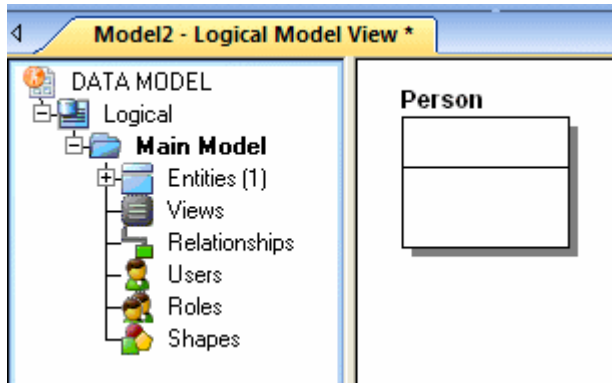 Model2 - Logical Model View *
DATA MODEL
Logical
Main Model
Entities (1)
Views
Relationships
Users
Roles
Shapes
Person